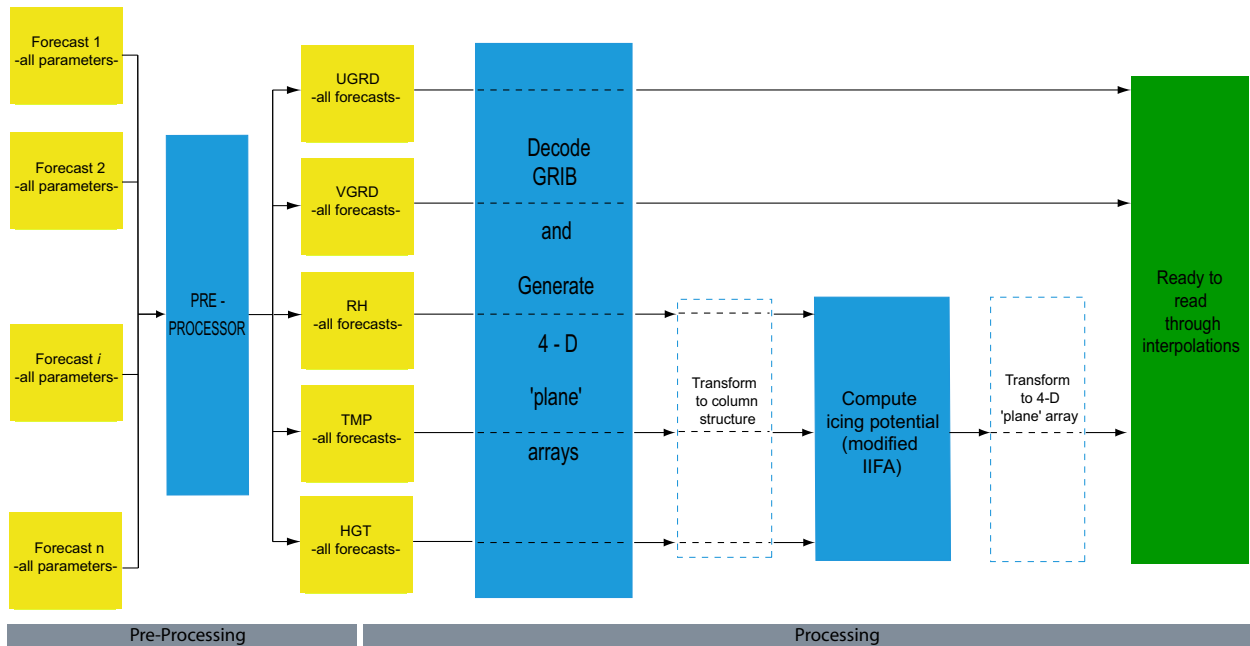 Forecast 1
-all parameters-
Forecast 2
-all parameters-
Forecast i
-all parameters-
Forecast n
-all parameters-
PRE -
PROCESSOR
UGRD
-all forecasts-
VGRD
-all forecasts-
RH
-all forecasts-
TMP
-all forecasts-
HGT
-all forecasts-
Decode
GRIB
and
Generate
4 - D
'plane'
arrays
Transform
to column
structure
Compute
icing potential
(modified
IIFA)
Transform
to 4-D
'plane' array
Ready to
read
through
interpolations
Pre-Processing
Processing